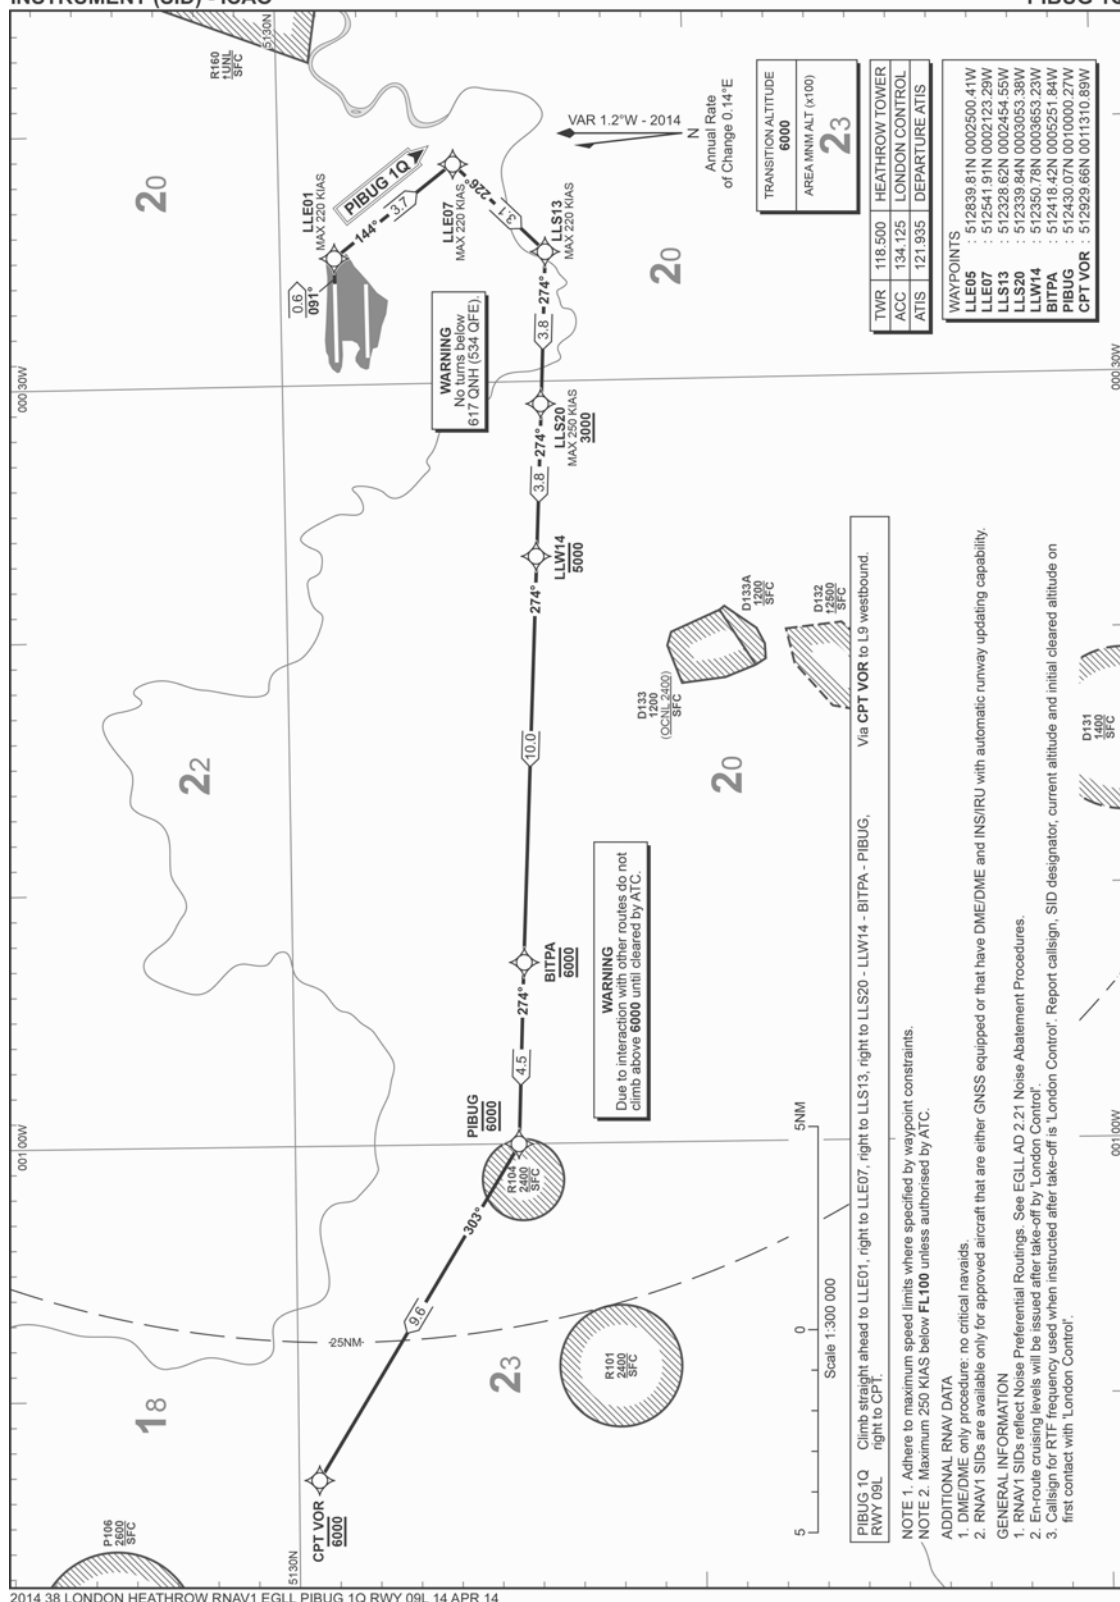 INSTRUMENT (SID) - ICAO
R160
↑UNL
SFC
5130N
20
LLE01
MAX 220 KIAS
PIBUG 1Q
0.6
091°
144°
3.7
LLE07
MAX 220 KIAS
226°
3.1
LLS13
MAX 220 KIAS
VAR 1.2°W - 2014
N
Annual Rate
of Change 0.14°E
TRANSITION ALTITUDE
6000
AREA MNM ALT (x100)
23
TWR 118.500 HEATHROW TOWER
ACC 134.125 LONDON CONTROL
ATIS 121.935 DEPARTURE ATIS
WAYPOINTS
LLE05 : 512839.81N 0002500.41W
LLE07 : 512541.91N 0002123.29W
LLS13 : 512328.62N 0002454.55W
LLS20 : 512339.84N 0003053.38W
LLW14 : 512350.78N 0003653.23W
BITPA : 512418.42N 0005251.84W
PIBUG : 512430.07N 0010000.27W
CPT VOR : 512929.66N 0011310.89W
20
WARNING
No turns below
617 QNH (534 QFE).
000 30W
000 30W
274°
3.8
LLS20
MAX 250 KIAS
3000
274°
3.8
LLW14
5000
274°
10.0
22
D133
1200
(OCNL 2400)
SFC
D133A
1200
SFC
D132
↑2500
SFC
D131
1400
SFC
20
BITPA
6000
274°
4.5
WARNING
Due to interaction with other routes do not
climb above 6000 until cleared by ATC.
PIBUG
6000
001 00W
001 00W
R104
2400
SFC
303°
9.6
25NM
23
R101
2400
SFC
18
CPT VOR
6000
P106
2600
SFC
5130N
5 0 5NM
Scale 1:300 000
PIBUG 1Q Climb straight ahead to LLE01, right to LLE07, right to LLS13, right to LLS20 - LLW14 - BITPA - PIBUG, Via CPT VOR to L9 westbound.
RWY 09L right to CPT.
NOTE 1. Adhere to maximum speed limits where specified by waypoint constraints.
NOTE 2. Maximum 250 KIAS below FL100 unless authorised by ATC.
ADDITIONAL RNAV DATA
1. DME/DME only procedure: no critical navaids.
2. RNAV1 SIDs are available only for approved aircraft that are either GNSS equipped or that have DME/DME and INS/IRU with automatic runway updating capability.
GENERAL INFORMATION
1. RNAV1 SIDs reflect Noise Preferential Routings. See EGLL AD 2.21 Noise Abatement Procedures.
2. En-route cruising levels will be issued after take-off by 'London Control'.
3. Callsign for RTF frequency used when instructed after take-off is 'London Control'. Report callsign, SID designator, current altitude and initial cleared altitude on
first contact with 'London Control'.
2014 38 LONDON HEATHROW RNAV1 EGLL PIBUG 1Q RWY 09L 14 APR 14